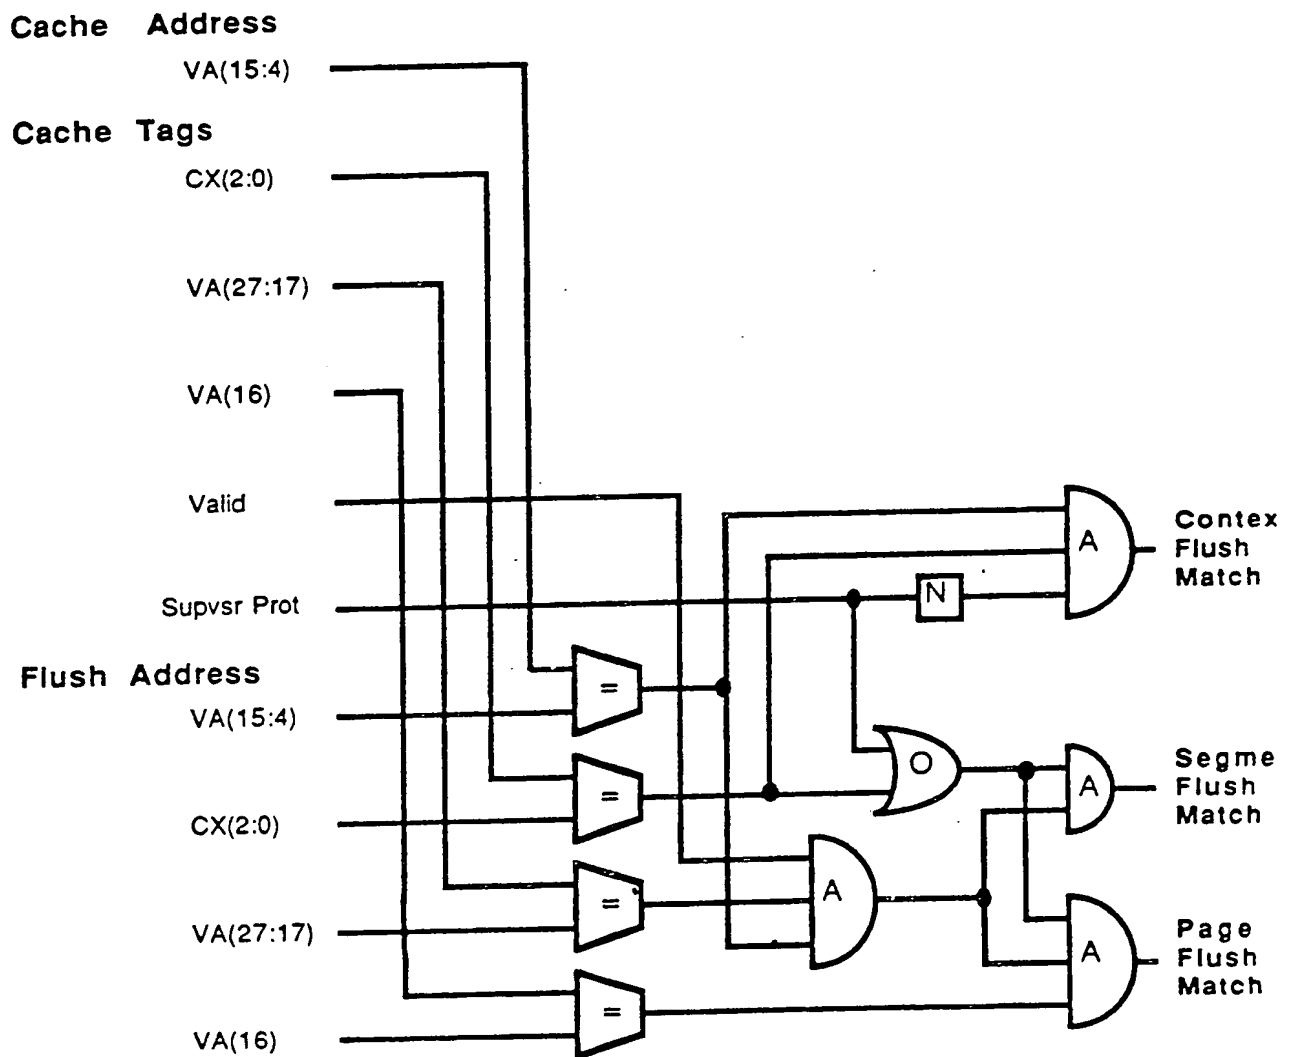 Cache Address
VA(15:4)
Cache Tags
CX(2:0)
VA(27:17)
VA(16)
Valid
Supvsr Prot
Flush Address
VA(15:4)
CX(2:0)
VA(27:17)
VA(16)
=
=
=
=
N
O
A
A
Contex
Flush
Match
A
Segme
Flush
Match
A
Page
Flush
Match